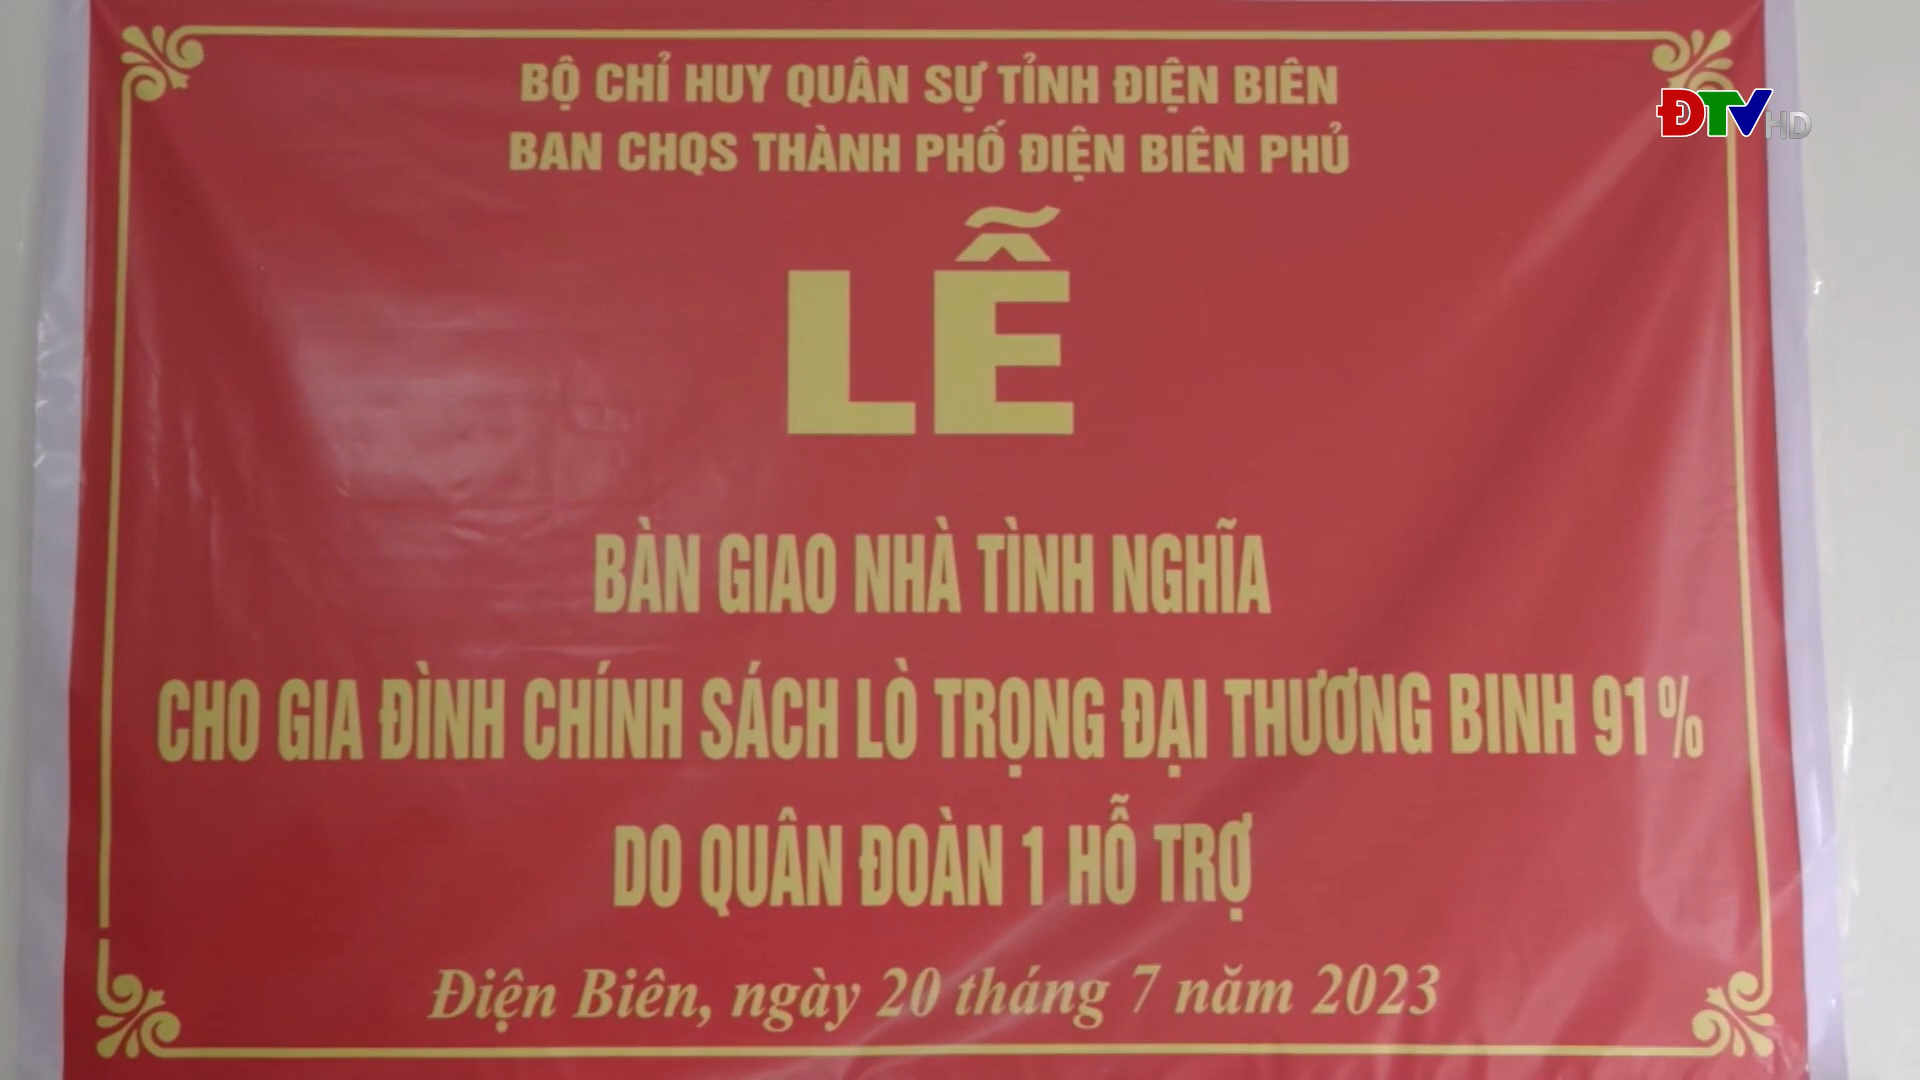 BỘ CHỈ HUY QUÂN SỰ TỈNH ĐIỆN BIÊN
ĐTV HD
BAN CHQS THÀNH PHỐ ĐIỆN BIÊN PHỦ
LỄ
BÀN GIAO NHÀ TÌNH NGHĨA
CHO GIA ĐÌNH CHÍNH SÁCH LÒ TRỌNG ĐẠI THƯƠNG BINH 91%
DO QUÂN ĐOÀN 1 HỖ TRỢ
Điện Biên, ngày 20 tháng 7 năm 2023